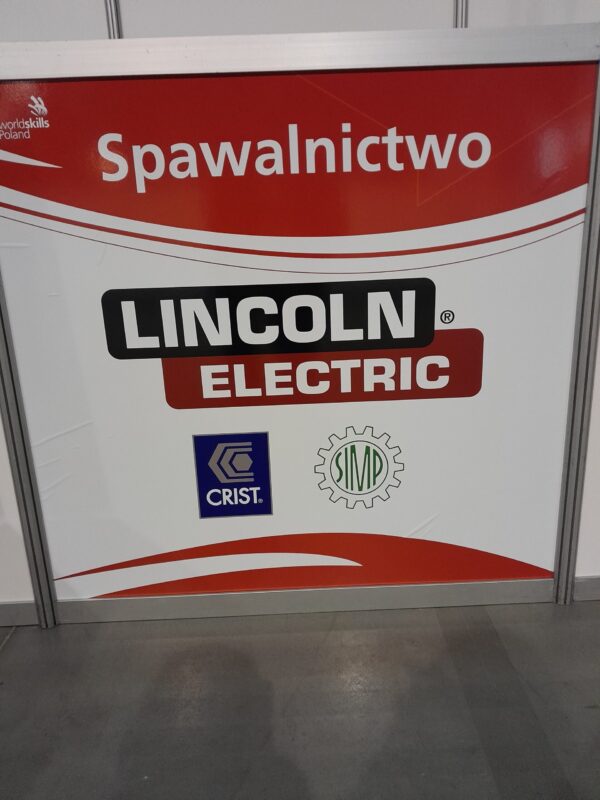 worldskills
Poland
Spawalnictwo
LINCOLN ®
ELECTRIC
CRIST®
SIMP